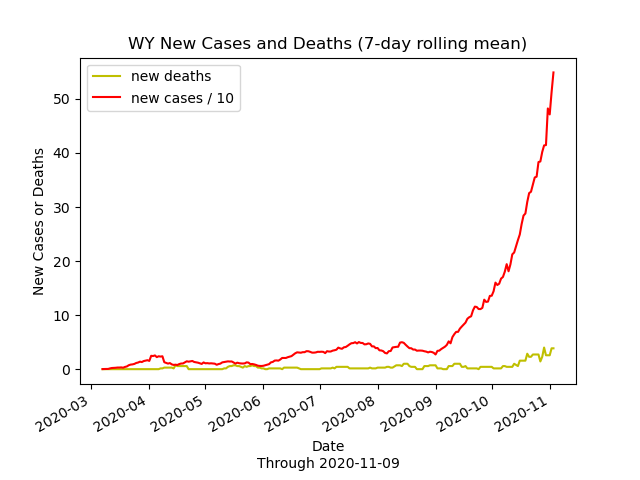 WY New Cases and Deaths (7-day rolling mean)
new deaths
new cases / 10
New Cases or Deaths
50
40
30
20
10
0
2020-03
2020-04
2020-05
2020-06
2020-07
2020-08
2020-09
2020-10
2020-11
Date
Through 2020-11-09